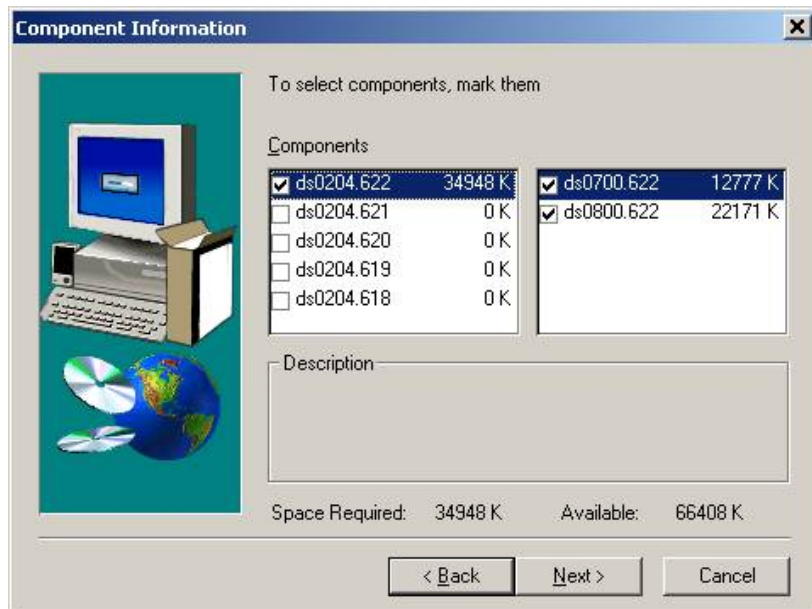 Component Information
To select components, mark them
Components
ds0204.622 34948 K
ds0204.621 0 K
ds0204.620 0 K
ds0204.619 0 K
ds0204.618 0 K
ds0700.622 12777 K
ds0800.622 22171 K
Description
Space Required: 34948 K Available: 66408 K
< Back Next > Cancel